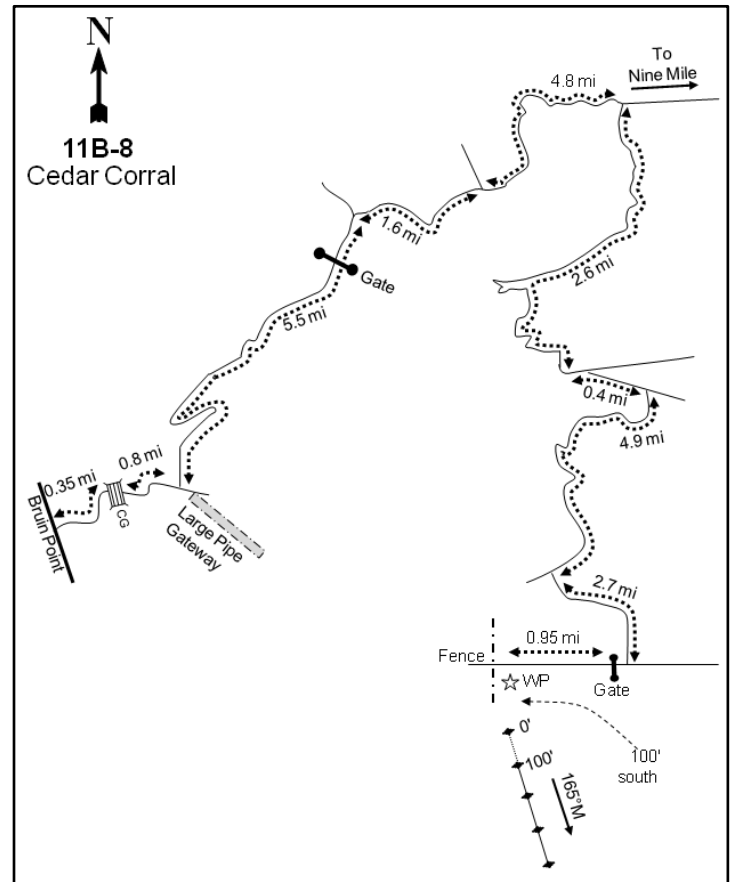 N
11B-8
Cedar Corral
To
Nine Mile
4.8 mi
1.6 mi
Gate
5.5 mi
2.6 mi
0.4 mi
4.9 mi
0.8 mi
0.35 mi
CG
Bruin Point
Large Pipe
Gateway
2.7 mi
0.95 mi
Fence
WP
Gate
0'
100'
165°M
100'
south